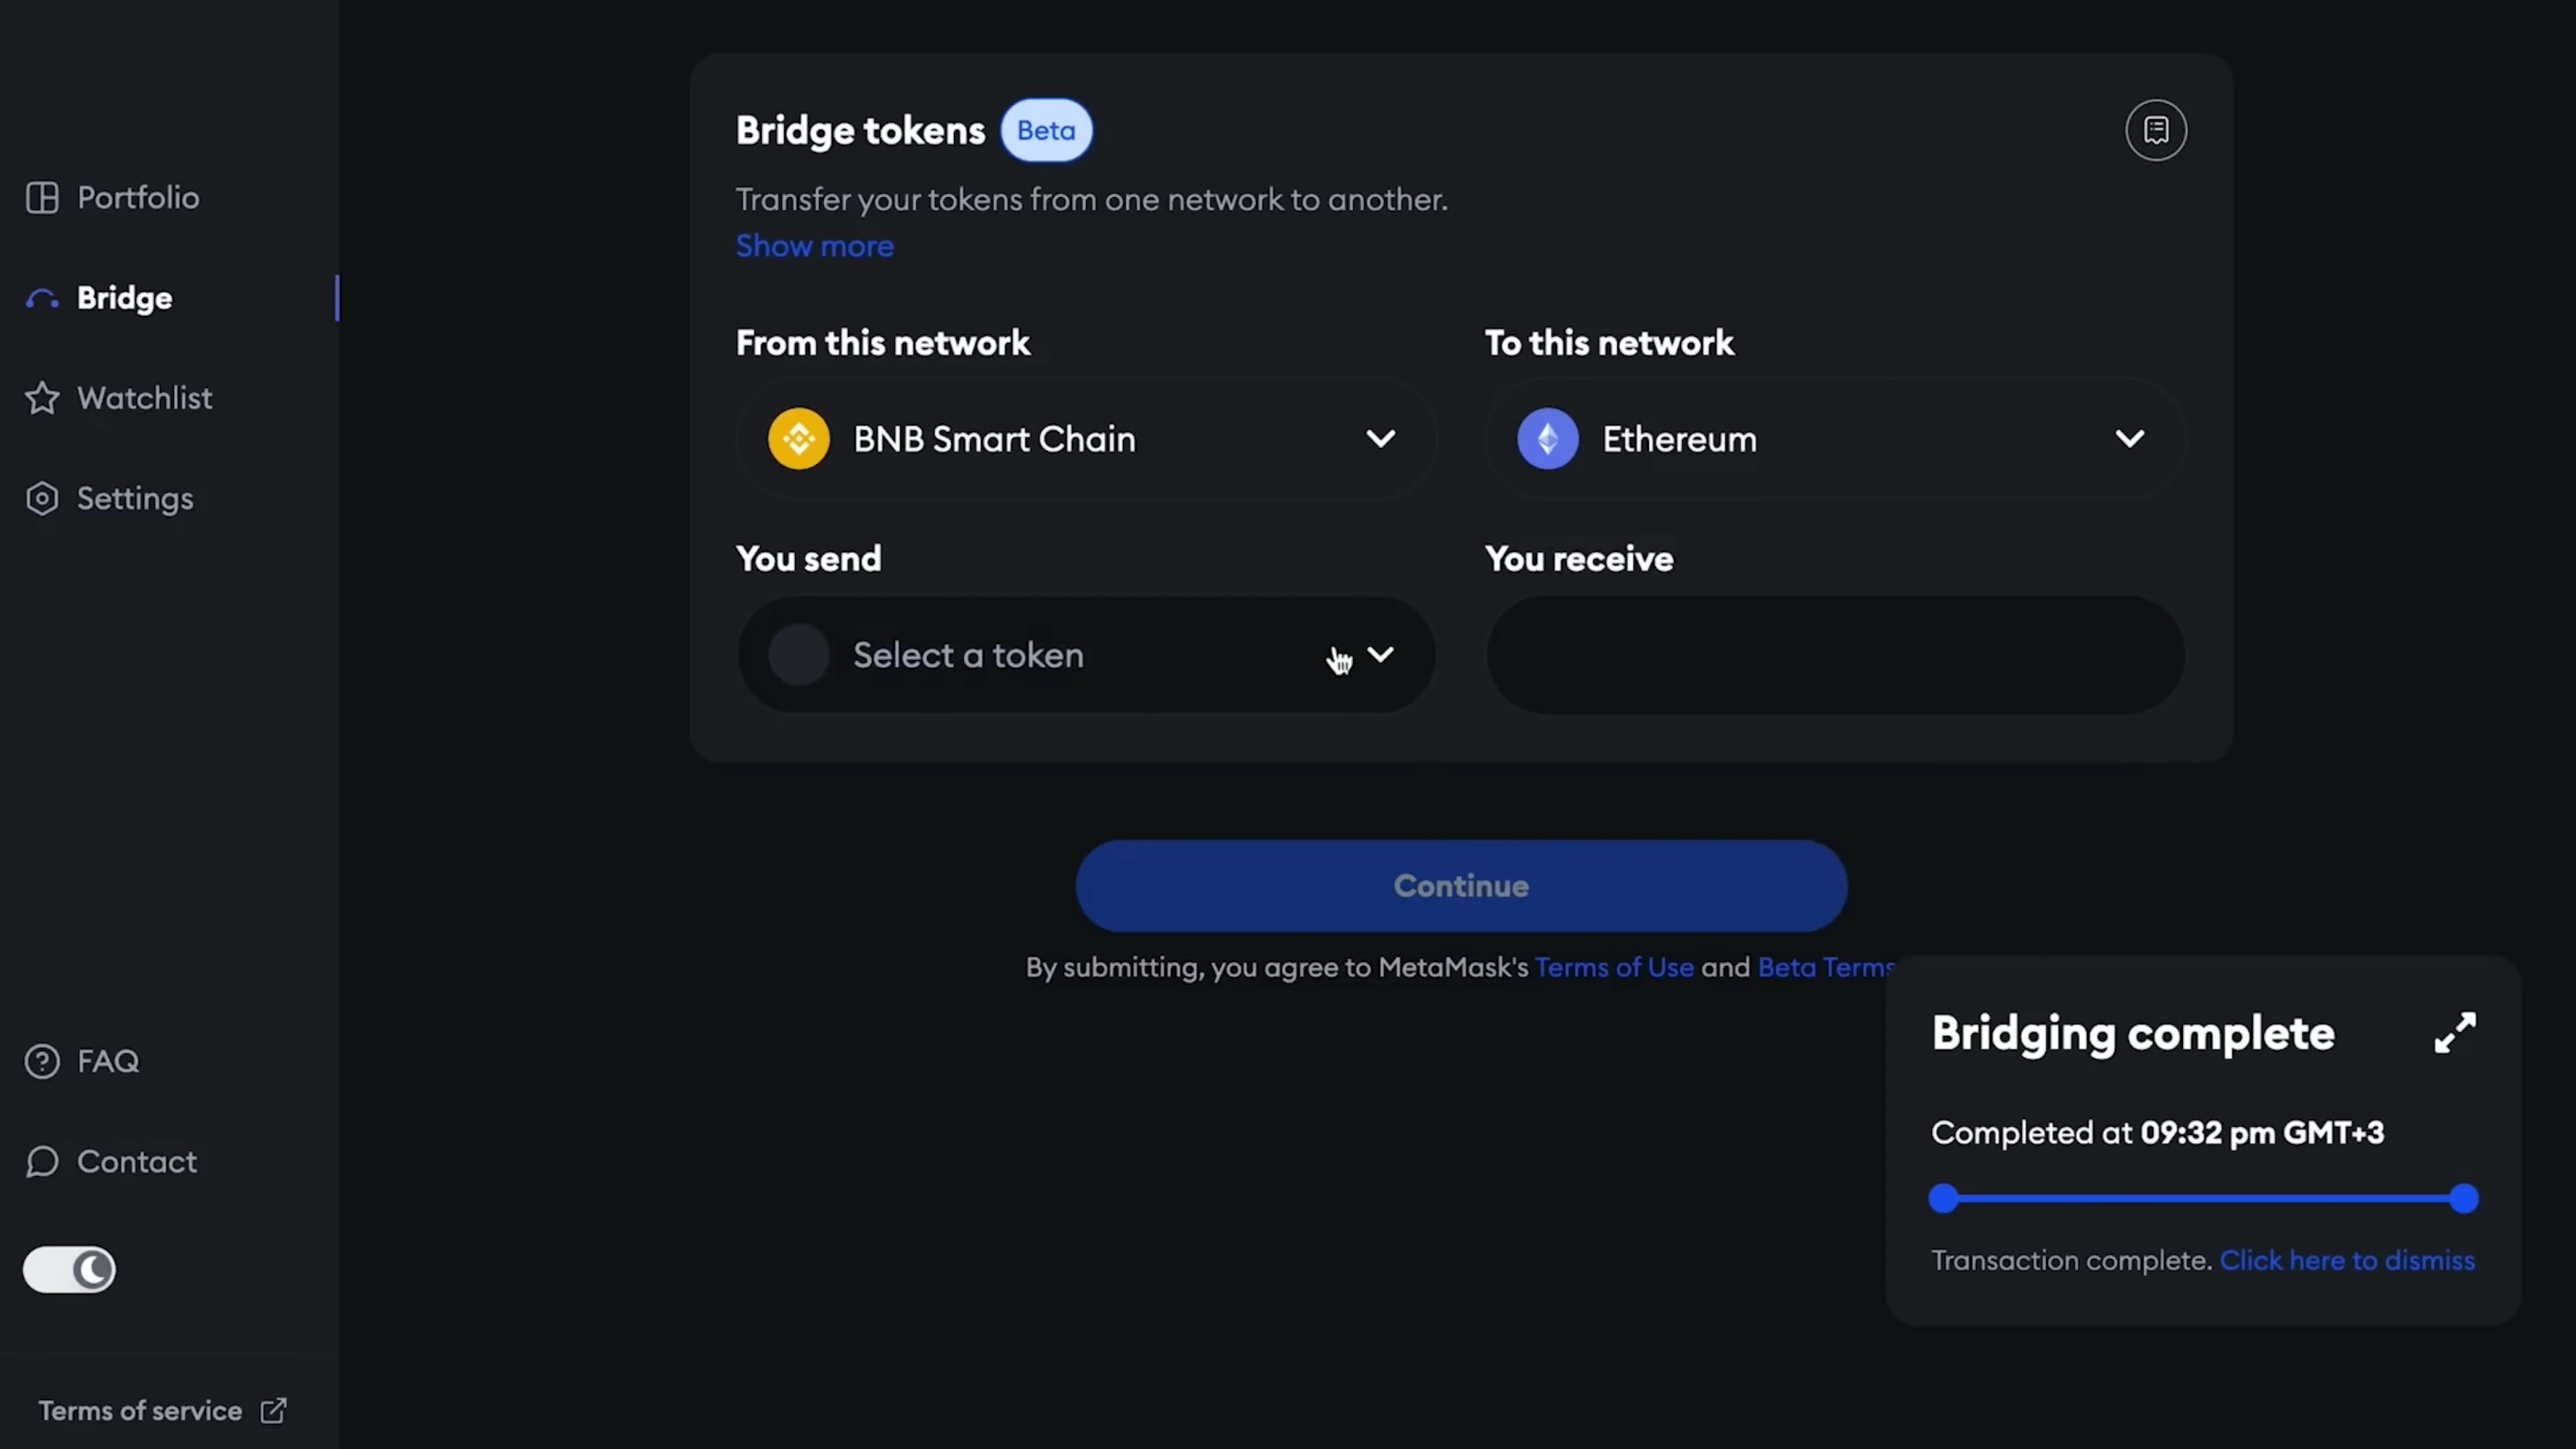 Portfolio
Bridge
Watchlist
Settings
FAQ
Contact
Terms of service
Bridge tokens Beta
Transfer your tokens from one network to another.
Show more
From this network
To this network
BNB Smart Chain
Ethereum
You send
You receive
Select a token
Continue
By submitting, you agree to MetaMask's Terms of Use and Beta Terms
Bridging complete
Completed at 09:32 pm GMT+3
Transaction complete. Click here to dismiss